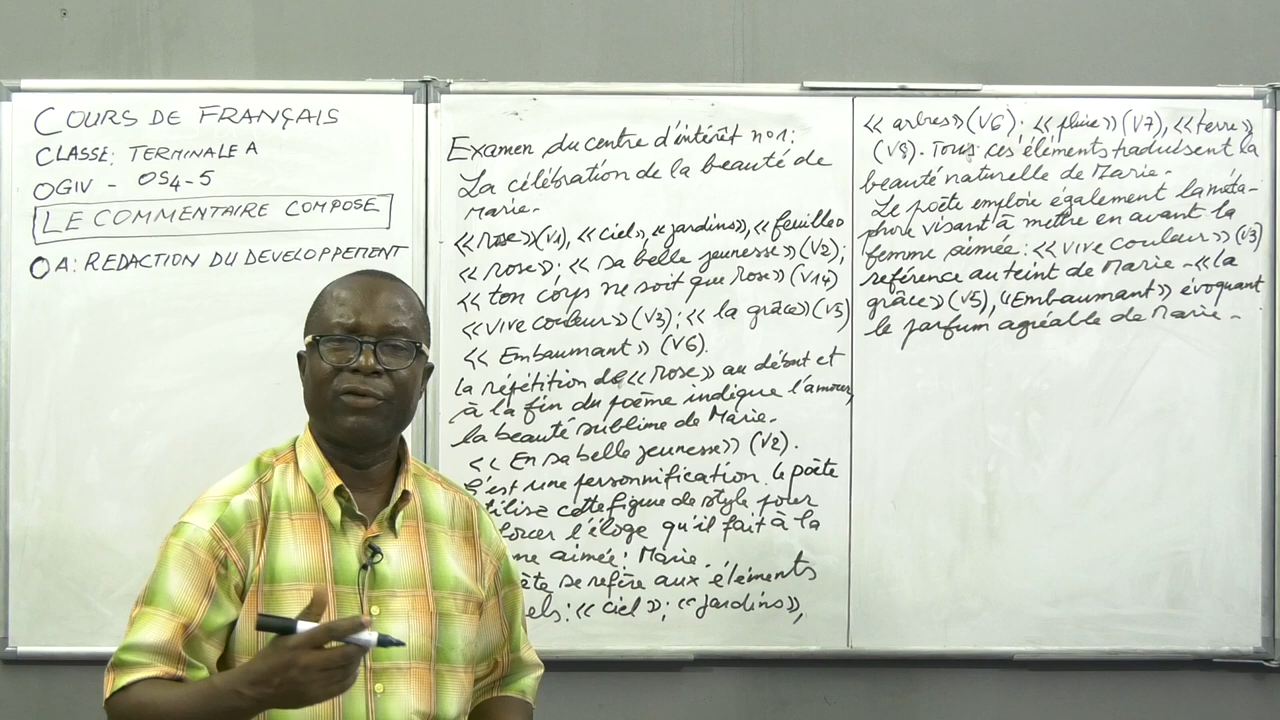 COURS DE FRANÇAIS
CLASSE: TERMINALE A
OGIV - OS4-5
LE COMMENTAIRE COMPOSE
OA: REDACTION DU DEVELOPPEMENT
Examen du centre d'intérêt n°1:
La célébration de la beauté de
Marie.
<< rose>>(V1), << ciel>>, <<jardins>>, <<feuilles
<< rose>>; << sa belle jeunesse>> (V2);
<< ton corps ne soit que rose>> (V14)
<<vive couleur>> (V3); << la grâce>>(V5)
<< Embaumant>> (V6).
la répétition de << rose>> au début et
à la fin du poème indique l'amour,
la beauté sublime de Marie.
<< En sa belle jeunesse>> (V2).
C'est une personnification. le poète
utilise cette figure de style pour
forcer l'éloge qu'il fait à la
me aimée: Marie.
ète se refère aux éléments
els: << ciel >>; <<jardins>>,
<< arbres>>(V6); <<pluie>> (V7), <<terre>>
(V8). Tous ces éléments traduisent la
beauté naturelle de Marie.
Le poète emploie également la méta-
phore visant à mettre en avant la
femme aimée: <<vive couleur>> (V3)
référence au teint de Marie - <<la
grâce>> (V5), <<Embaumant>> évoquant
le parfum agréable de Marie -